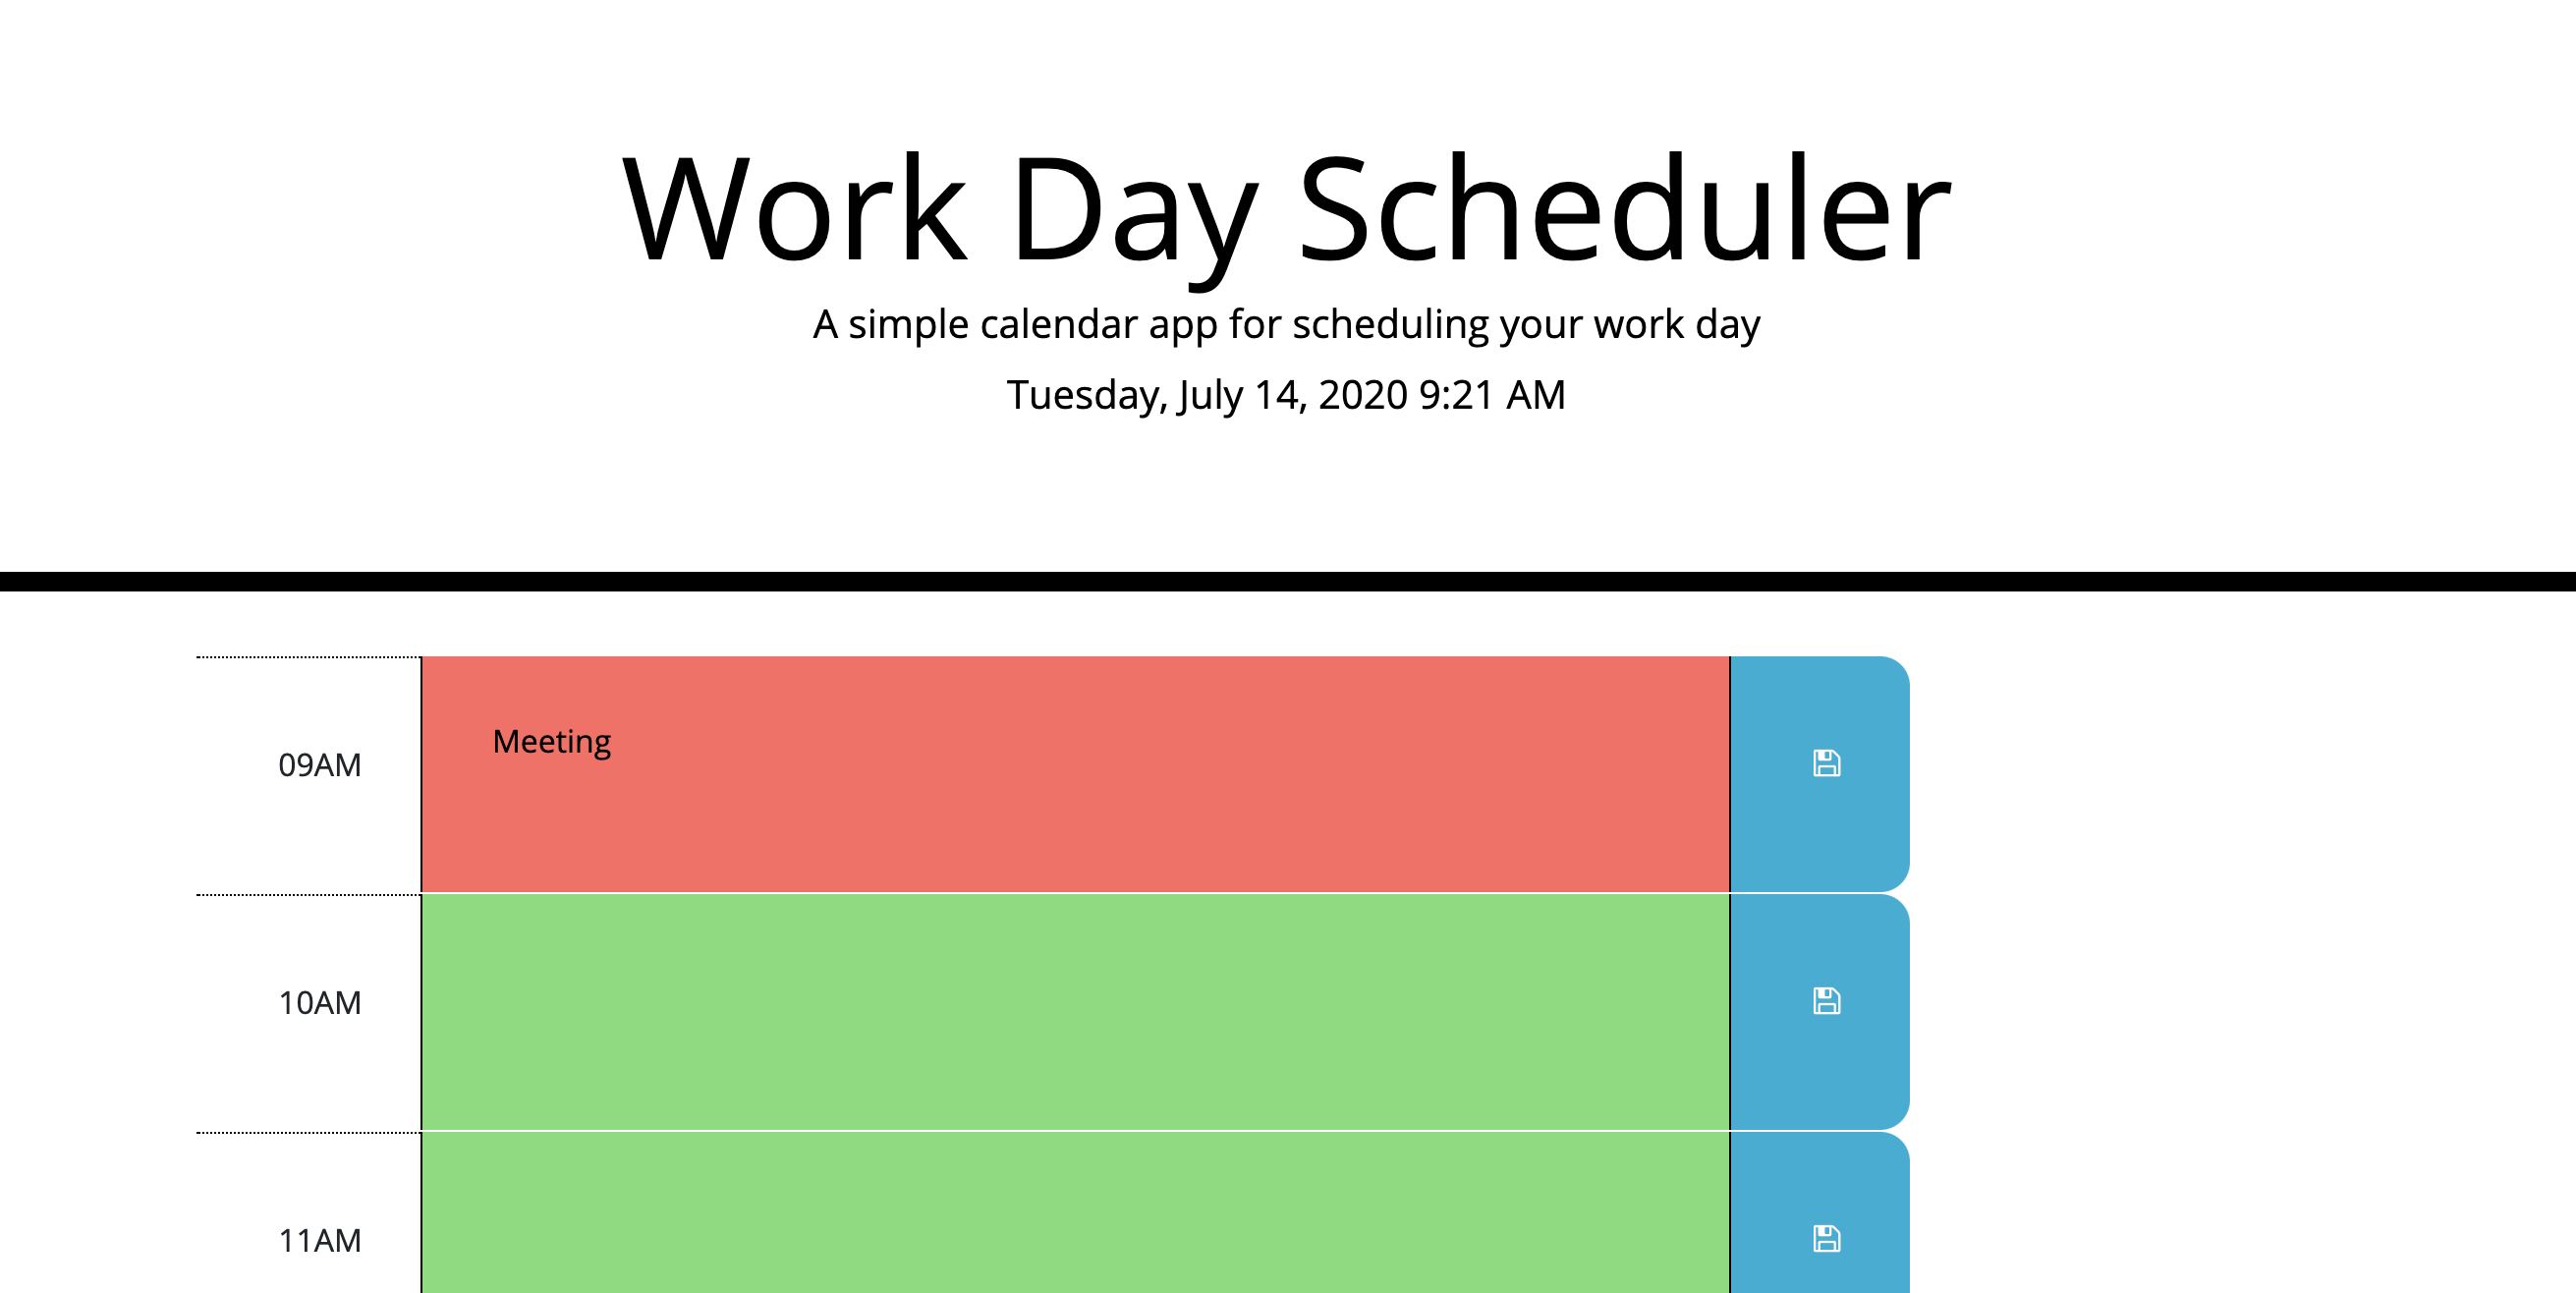 Work Day Scheduler
A simple calendar app for scheduling your work day
Tuesday, July 14, 2020 9:21 AM
09AM
Meeting
10AM
11AM